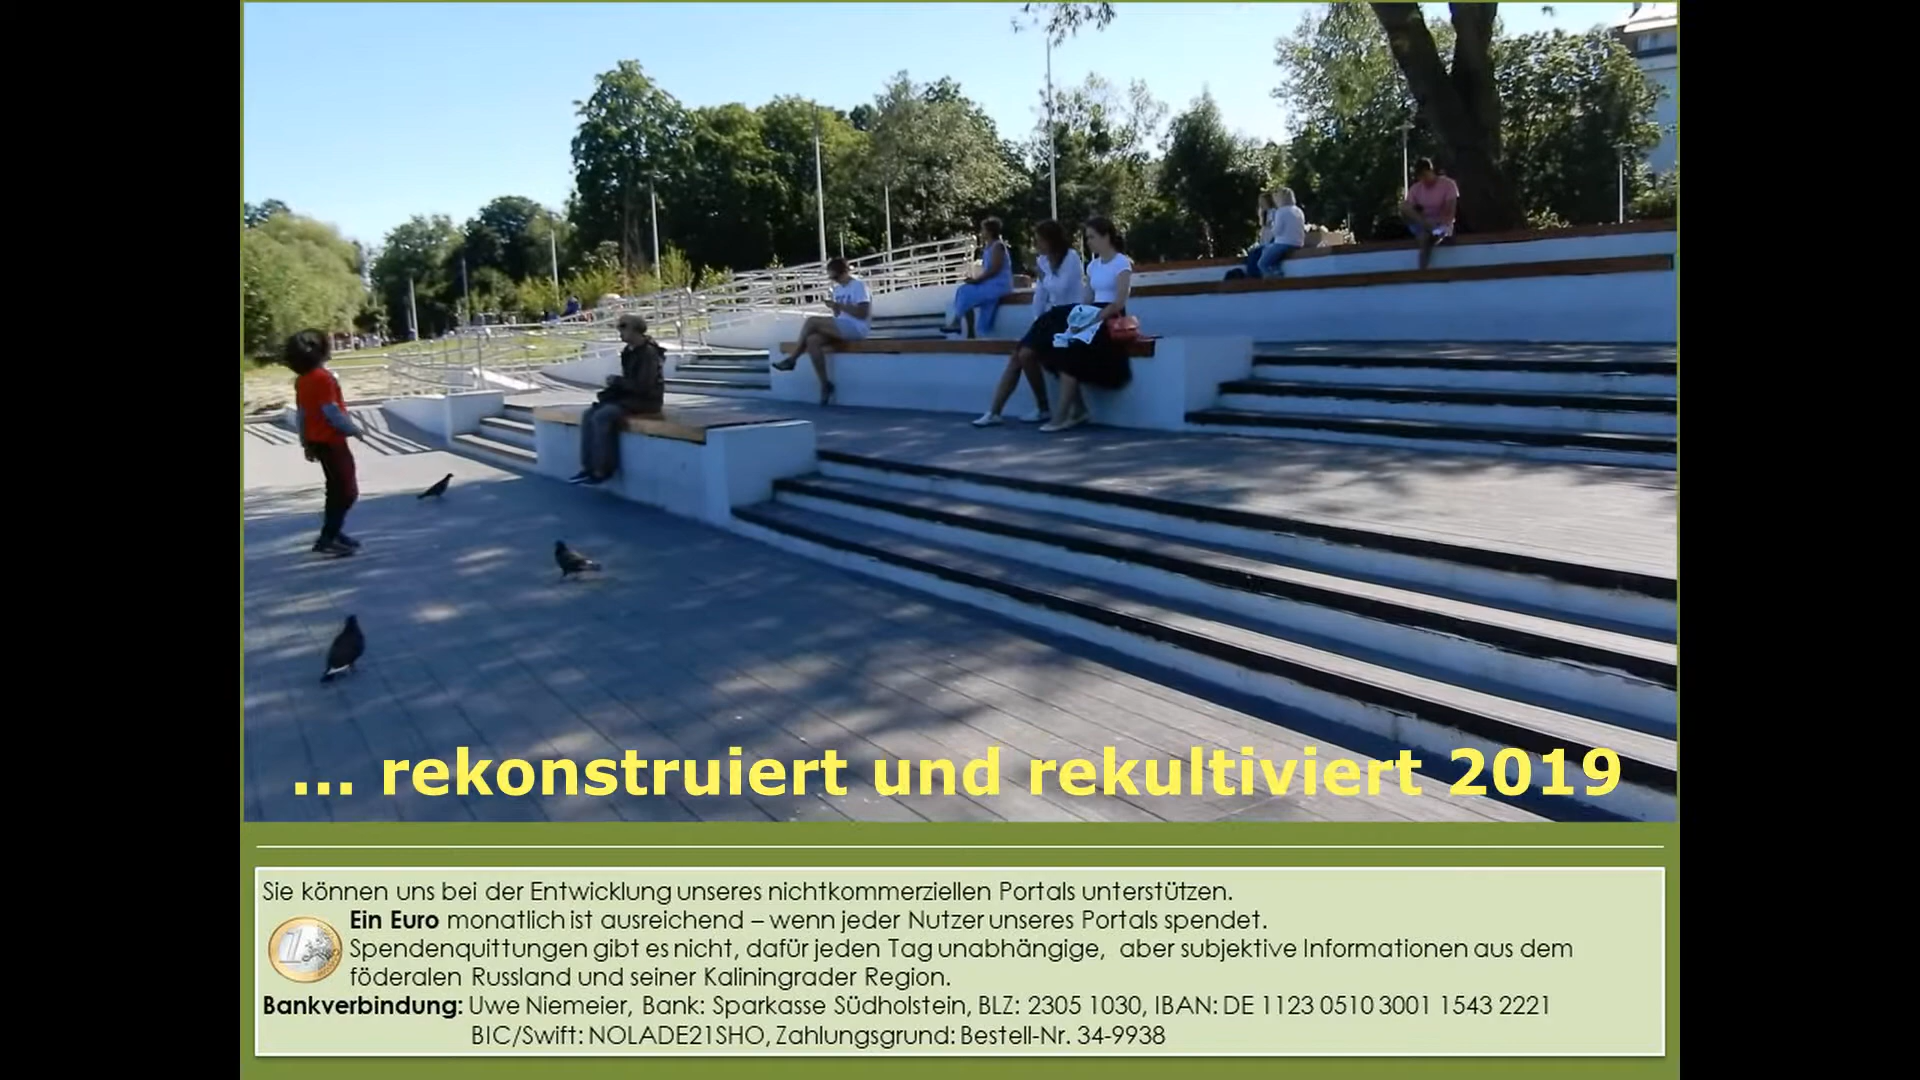 ... rekonstruiert und rekultiviert 2019
Sie können uns bei der Entwicklung unseres nichtkommerziellen Portals unterstützen.
Ein Euro monatlich ist ausreichend – wenn jeder Nutzer unseres Portals spendet.
Spendenquittungen gibt es nicht, dafür jeden Tag unabhängige, aber subjektive Informationen aus dem
föderalen Russland und seiner Kaliningrader Region.
Bankverbindung: Uwe Niemeier, Bank: Sparkasse Südholstein, BLZ: 2305 1030, IBAN: DE 1123 0510 3001 1543 2221
BIC/Swift: NOLADE21SHO, Zahlungsgrund: Bestell-Nr. 34-9938